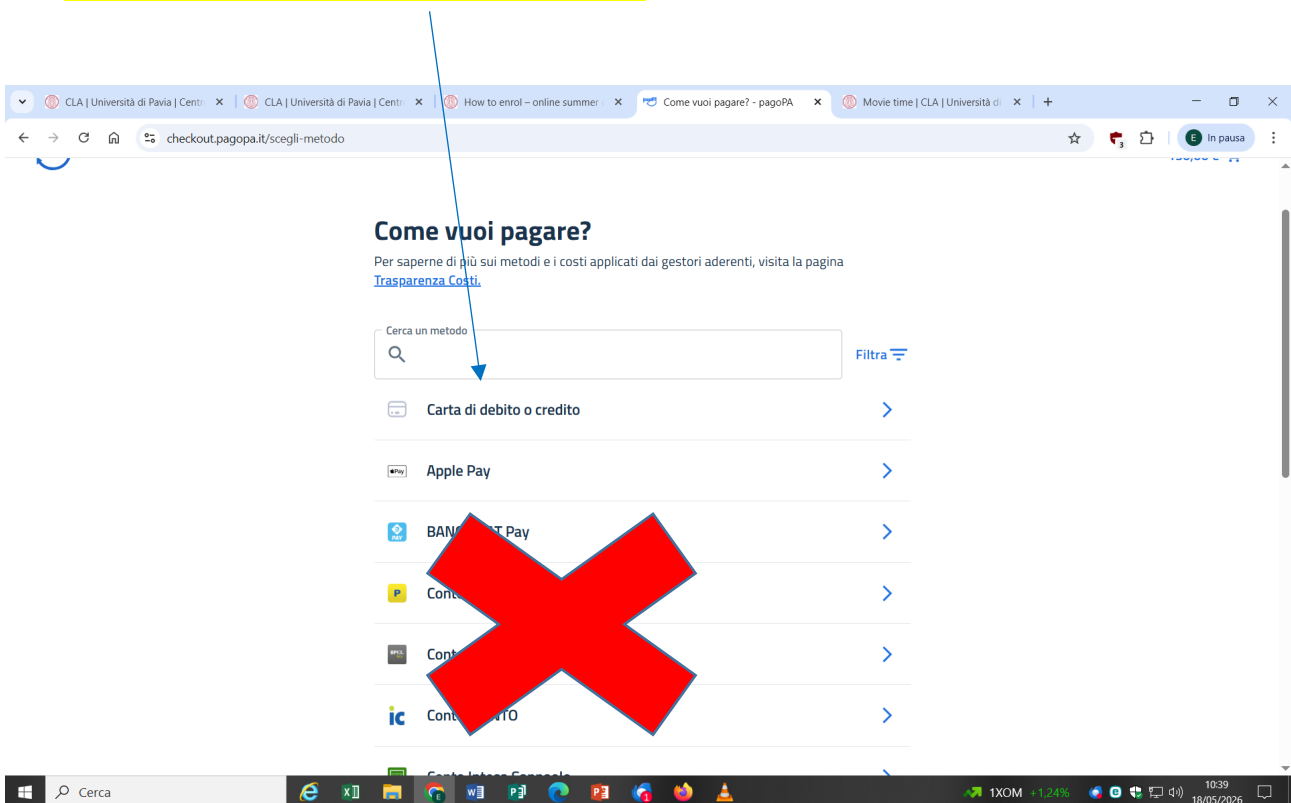 CLA | Università di Pavia | Centr
CLA | Università di Pavia | Centr
How to enrol – online summer
Come vuoi pagare? - pagoPA
Movie time | CLA | Università di
checkout.pagopa.it/scegli-metodo
3
E
In pausa
Come vuoi pagare?
Per saperne di più sui metodi e i costi applicati dai gestori aderenti, visita la pagina
Trasparenza Costi.
Cerca un metodo
Filtra
Carta di debito o credito
Pay
Apple Pay
PAY
Pay
P
ic
Cerca
1XOM +1,24%
10:39
18/05/2026